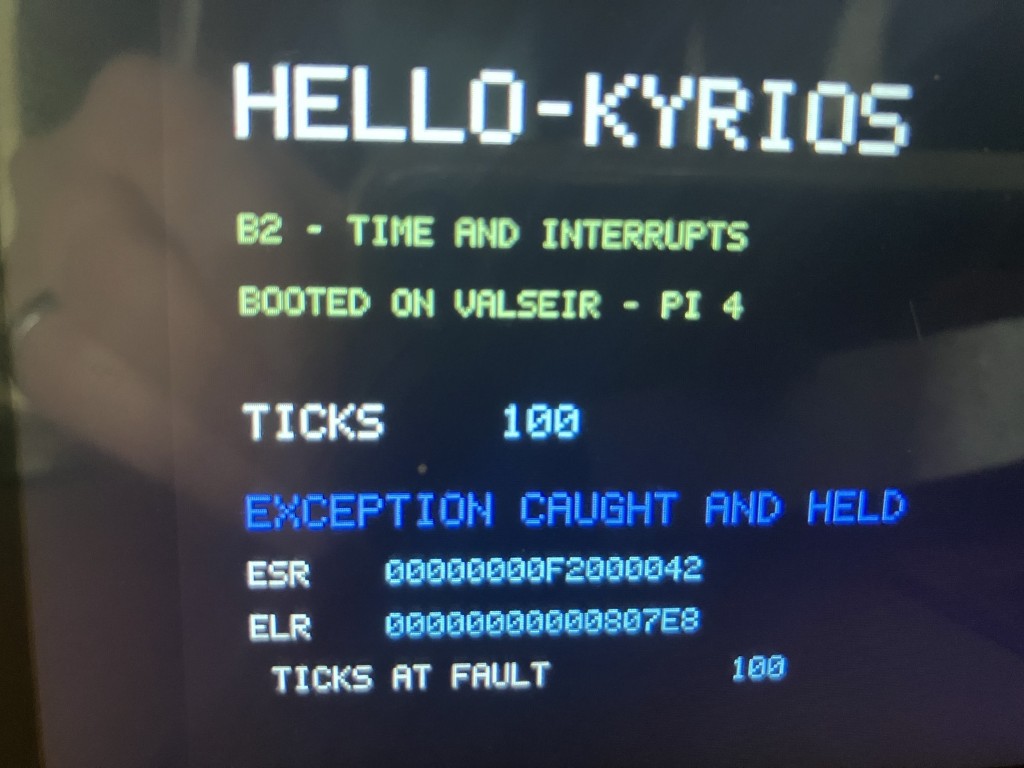 HELLO-KYRIOS
B2 - TIME AND INTERRUPTS
BOOTED ON VALSEIR - PI 4
TICKS 100
EXCEPTION CAUGHT AND HELD
ESR 00000000F2000042
ELR 00000000000807E8
TICKS AT FAULT 100